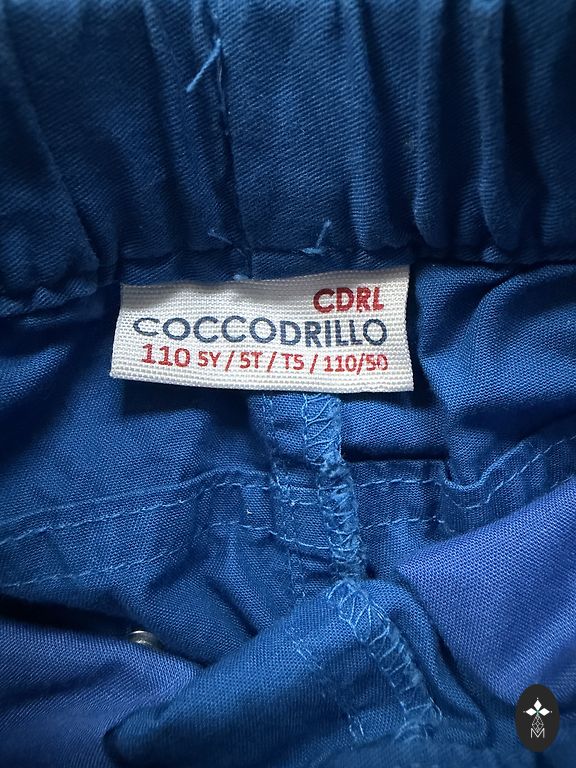 CDRL
COCCODRILLO
110 5Y / 5T / T5 / 110/50
M